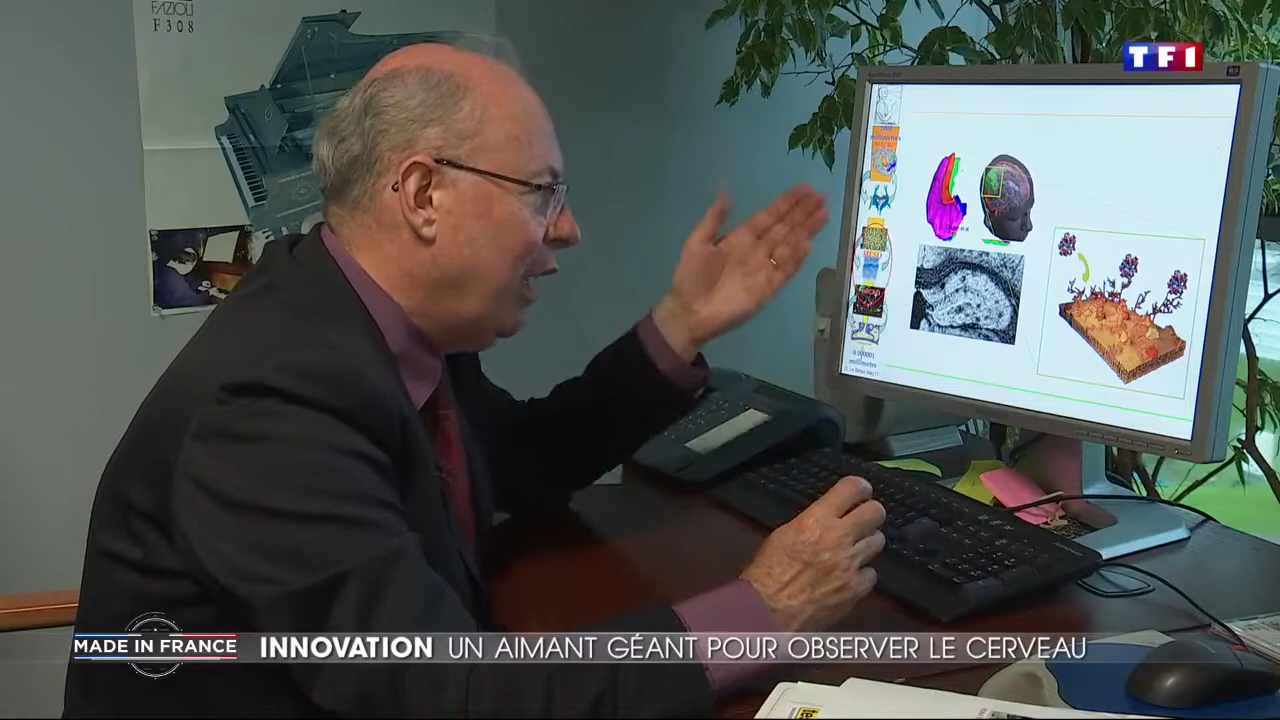 FAZIOLI
F308
TF1
MADE IN FRANCE
INNOVATION UN AIMANT GÉANT POUR OBSERVER LE CERVEAU